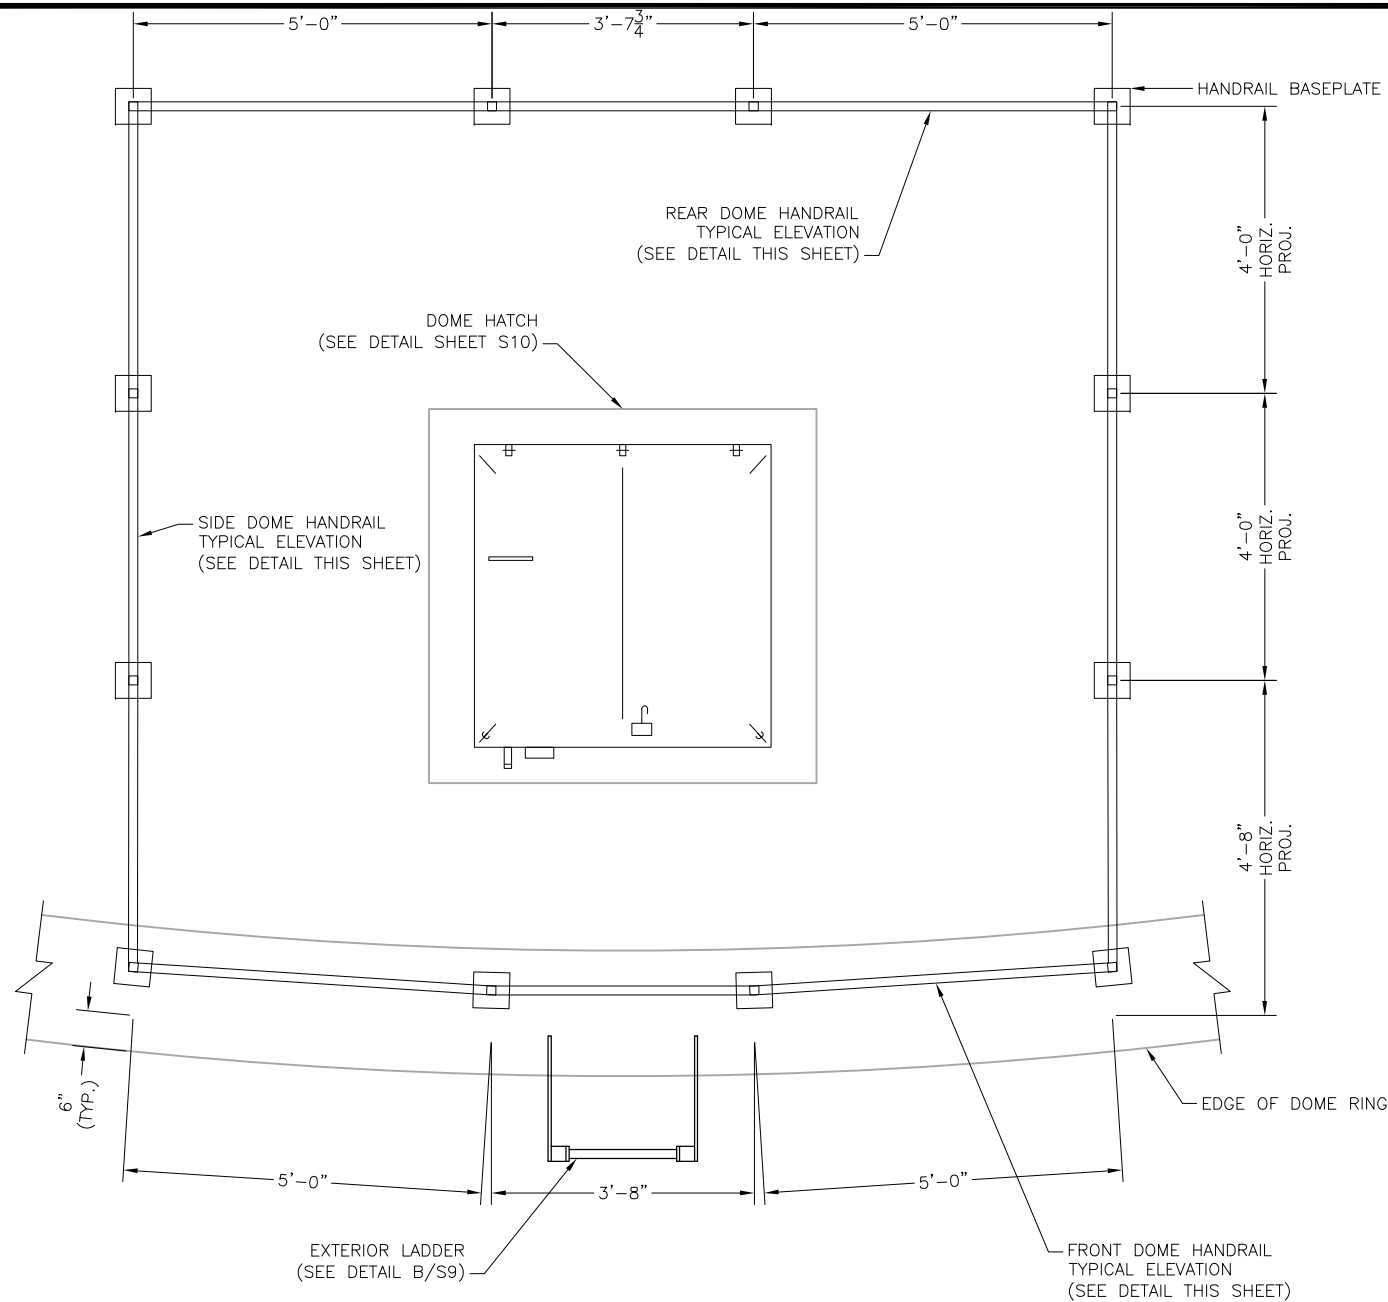 5'-0"
3'-7 3/4"
5'-0"
HANDRAIL BASEPLATE
REAR DOME HANDRAIL
TYPICAL ELEVATION
(SEE DETAIL THIS SHEET)
4'-0"
HORIZ.
PROJ.
DOME HATCH
(SEE DETAIL SHEET S10)
SIDE DOME HANDRAIL
TYPICAL ELEVATION
(SEE DETAIL THIS SHEET)
4'-0"
HORIZ.
PROJ.
4'-8"
HORIZ.
PROJ.
6"
(TYP.)
EDGE OF DOME RING
5'-0"
3'-8"
5'-0"
EXTERIOR LADDER
(SEE DETAIL B/S9)
FRONT DOME HANDRAIL
TYPICAL ELEVATION
(SEE DETAIL THIS SHEET)